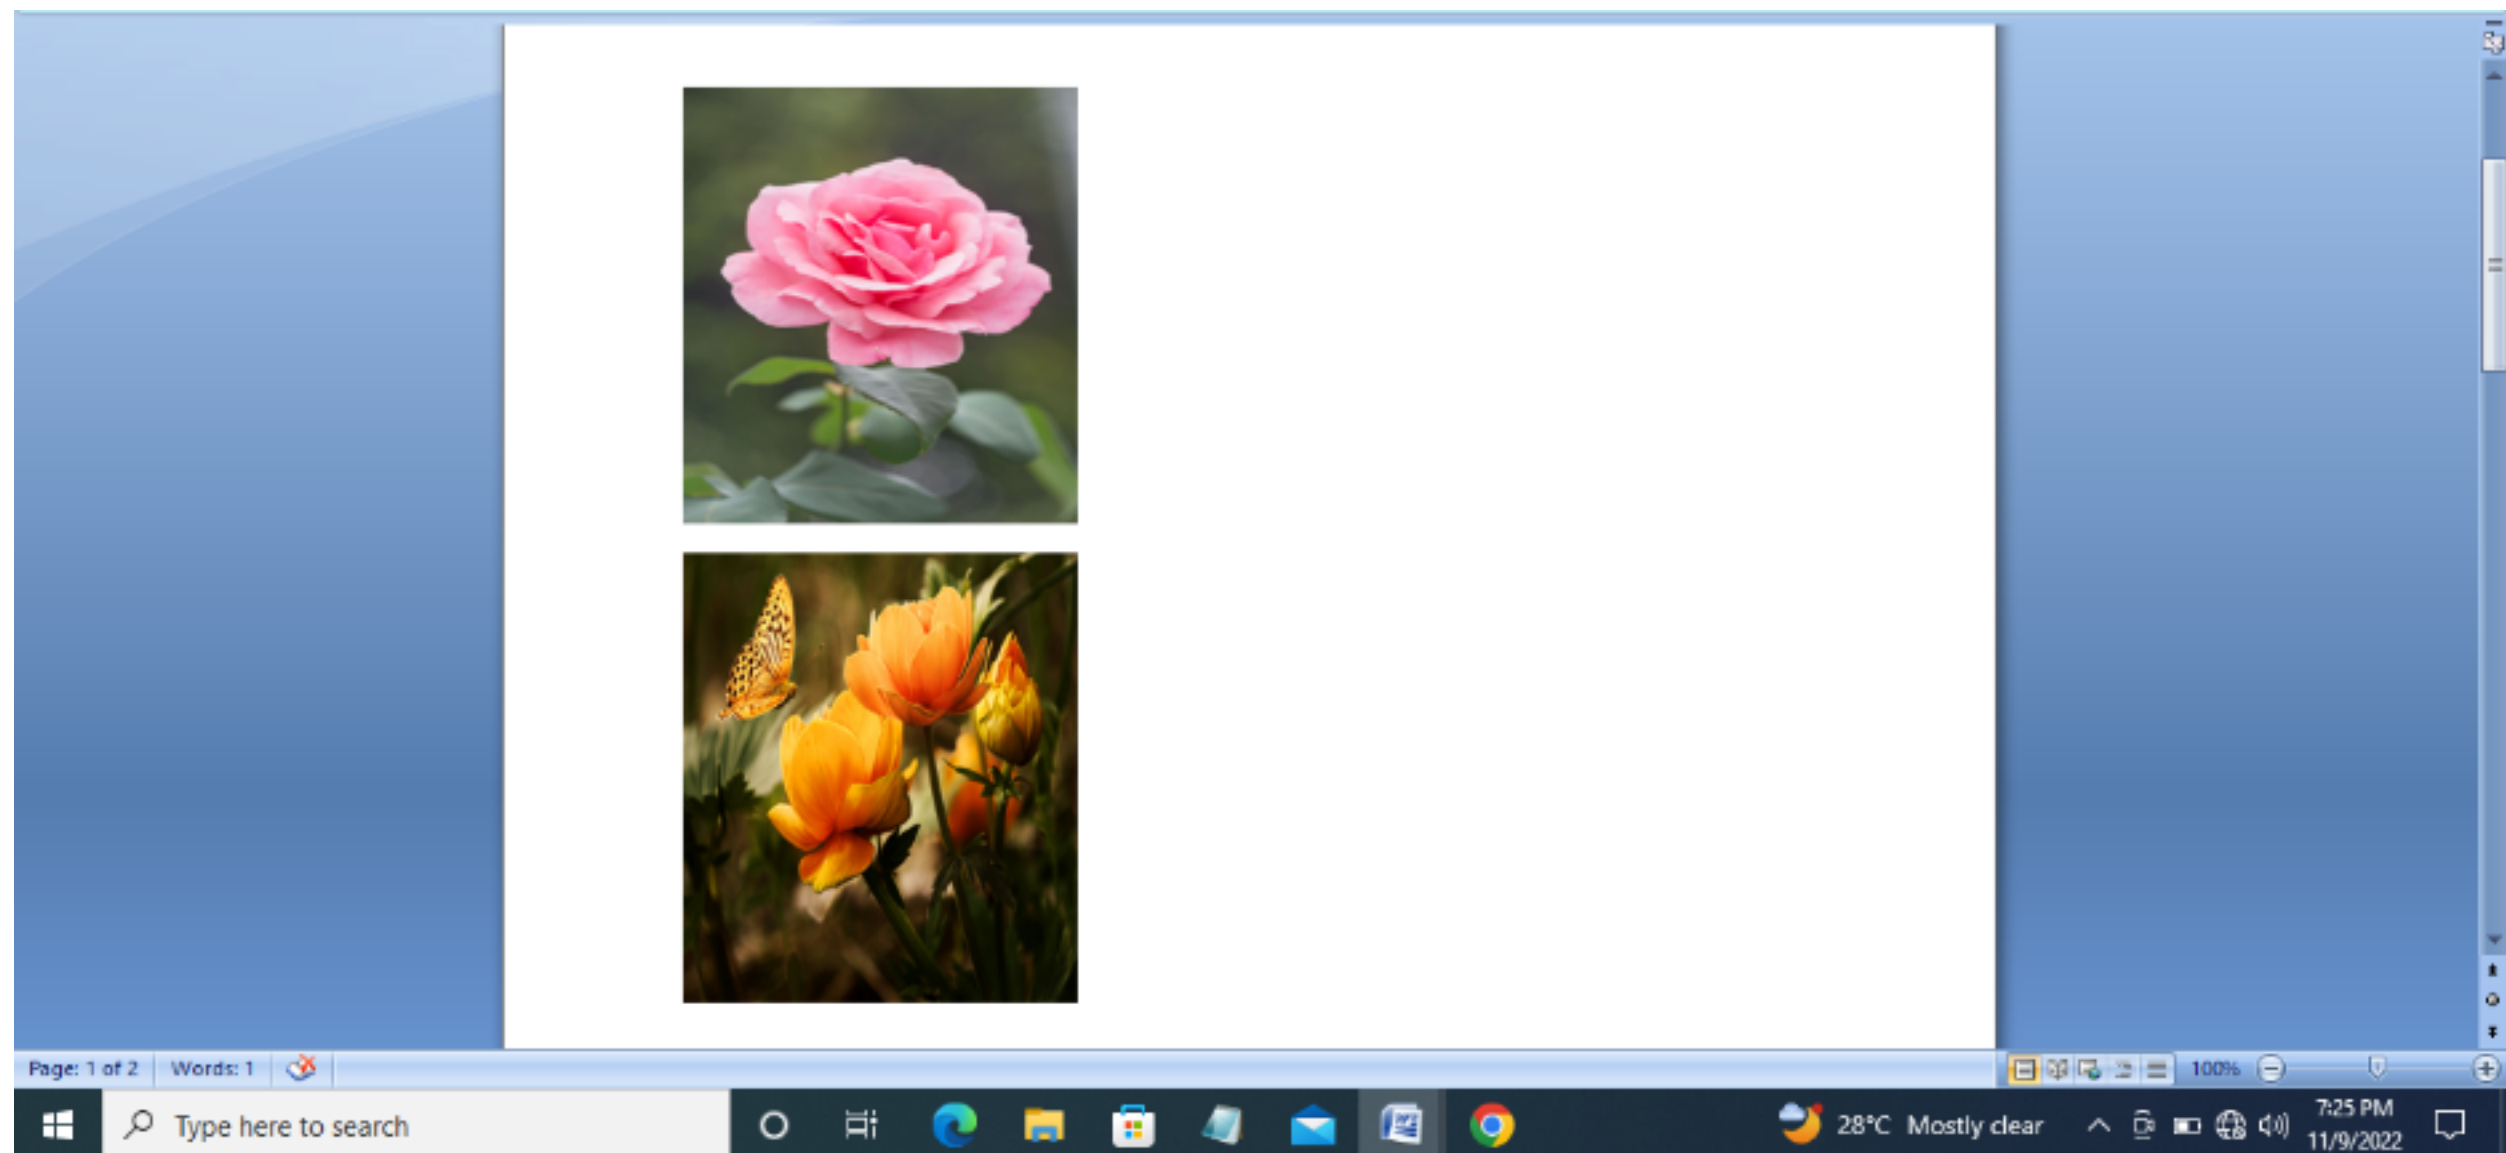 Page: 1 of 2 Words: 1 100%
Type here to search 28°C Mostly clear 7:25 PM
11/9/2022